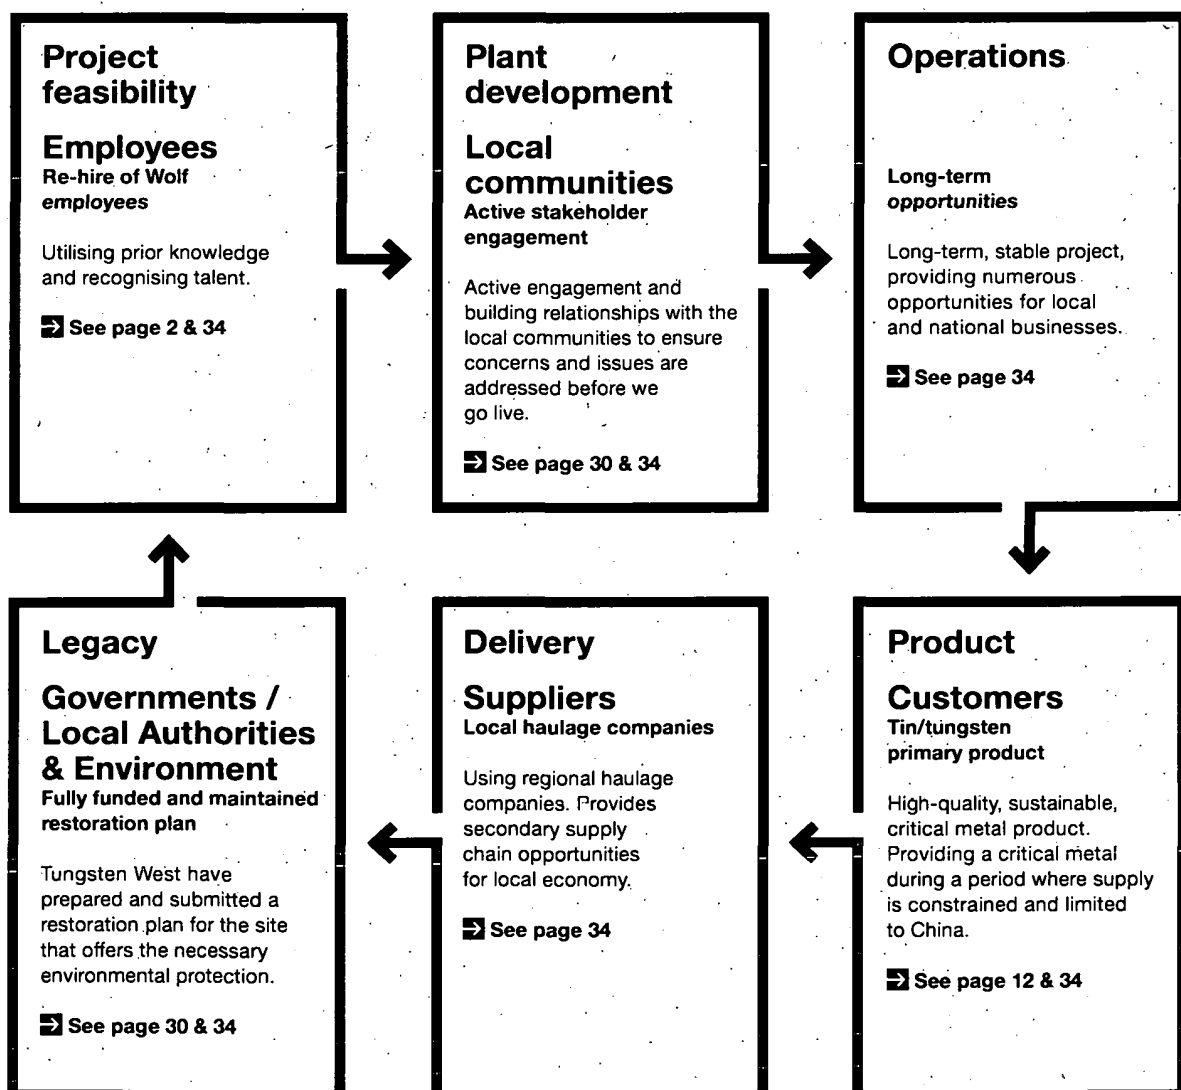 Project
feasibility
Employees
Re-hire of Wolf
employees
Utilising prior knowledge
and recognising talent.
See page 2 & 34
Plant
development
Local
communities
Active stakeholder
engagement
Active engagement and
building relationships with the
local communities to ensure
concerns and issues are
addressed before we
go live.
See page 30 & 34
Operations
Long-term
opportunities
Long-term, stable project,
providing numerous
opportunities for local
and national businesses.
See page 34
Product
Customers
Tin/tungsten
primary product
High-quality, sustainable,
critical metal product.
Providing a critical metal
during a period where supply
is constrained and limited
to China.
See page 12 & 34
Delivery
Suppliers
Local haulage companies
Using regional haulage
companies. Provides
secondary supply
chain opportunities
for local economy.
See page 34
Legacy
Governments /
Local Authorities
& Environment
Fully funded and maintained
restoration plan
Tungsten West have
prepared and submitted a
restoration plan for the site
that offers the necessary
environmental protection.
See page 30 & 34